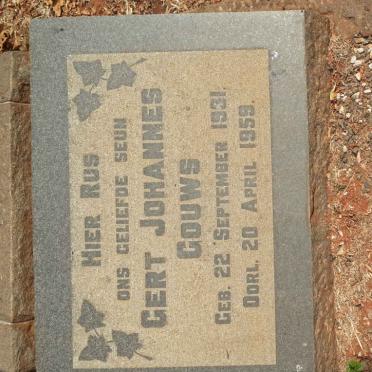 HIER RUS
ONS GELIEFDE SEUN
GERT JOHANNES
GOUWS
GEB. 22 SEPTEMBER 1931.
OORL. 20 APRIL 1959.